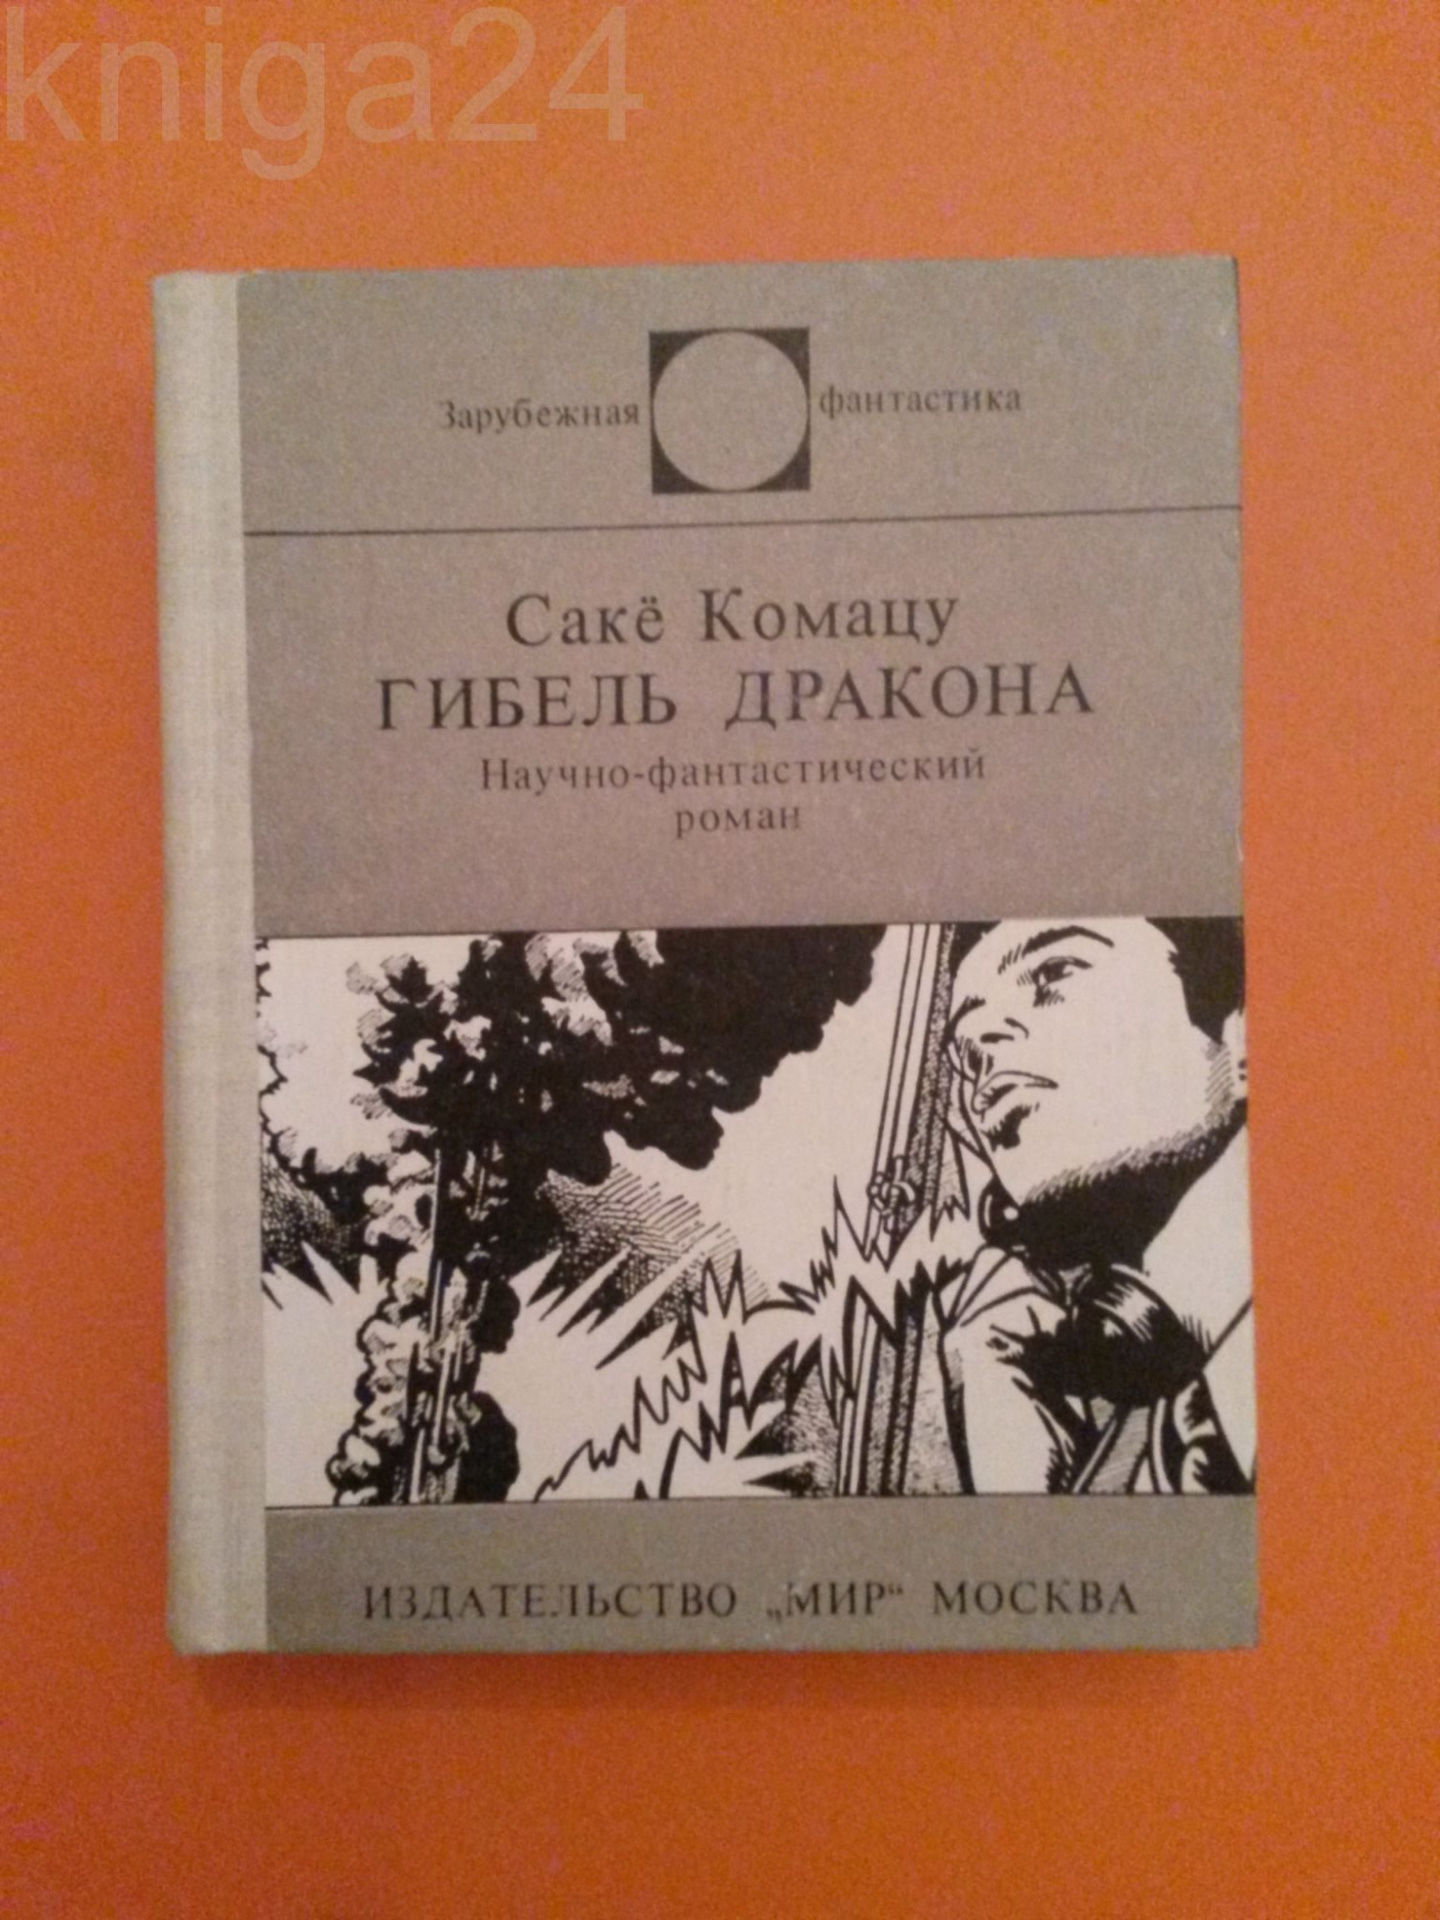 kniga24
Зарубежная фантастика
Сакё Комацу
ГИБЕЛЬ ДРАКОНА
Научно-фантастический
роман
ИЗДАТЕЛЬСТВО „МИР“ МОСКВА